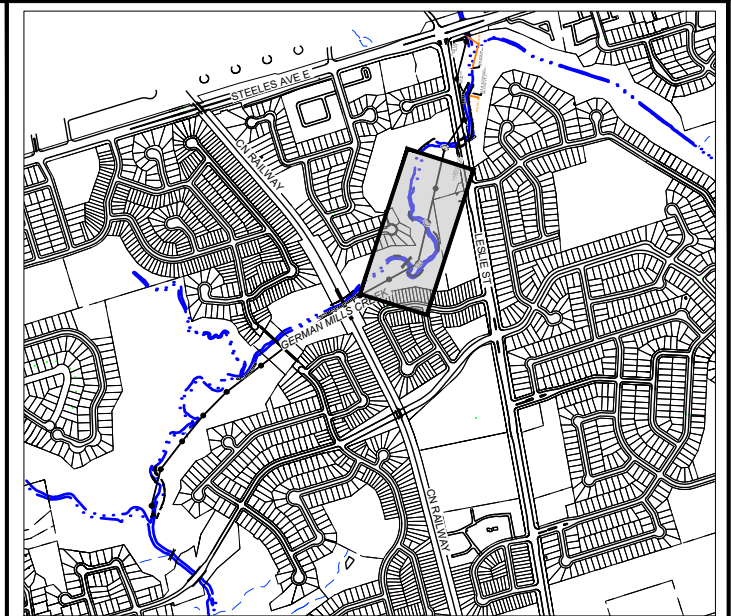 STEELES AVE E
CN RAILWAY
LESLIE ST
GERMAN MILLS CREEK
CN RAILWAY